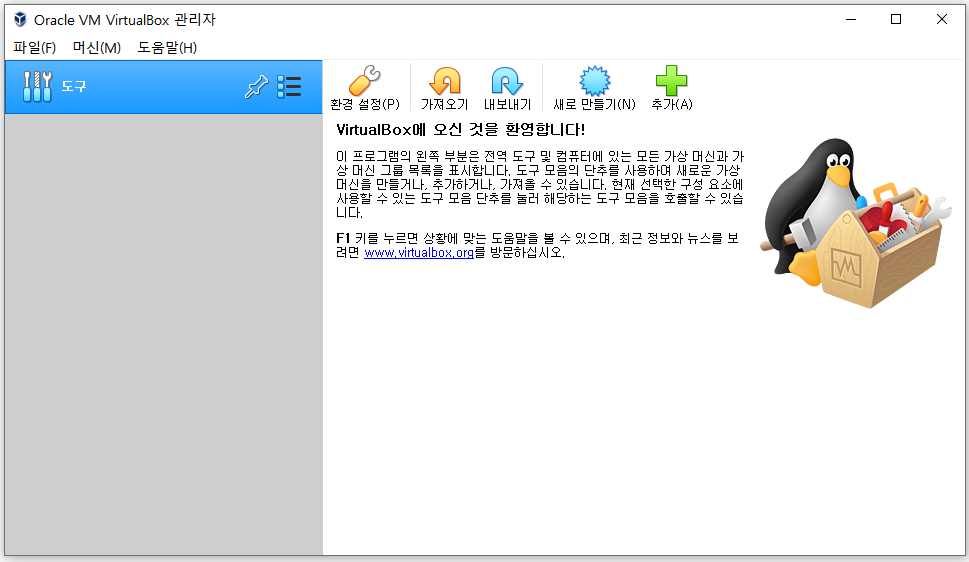 Oracle VM VirtualBox 관리자
파일(F) 머신(M) 도움말(H)
도구
환경 설정(P) 가져오기 내보내기 새로 만들기(N) 추가(A)
VirtualBox에 오신 것을 환영합니다!
이 프로그램의 왼쪽 부분은 전역 도구 및 컴퓨터에 있는 모든 가상 머신과 가
상 머신 그룹 목록을 표시합니다. 도구 모음의 단추를 사용하여 새로운 가상
머신을 만들거나, 추가하거나, 가져올 수 있습니다. 현재 선택한 구성 요소에
사용할 수 있는 도구 모음 단추를 눌러 해당하는 도구 모음을 호출할 수 있습
니다.
F1 키를 누르면 상황에 맞는 도움말을 볼 수 있으며, 최근 정보와 뉴스를 보
려면 www.virtualbox.org를 방문하십시오.